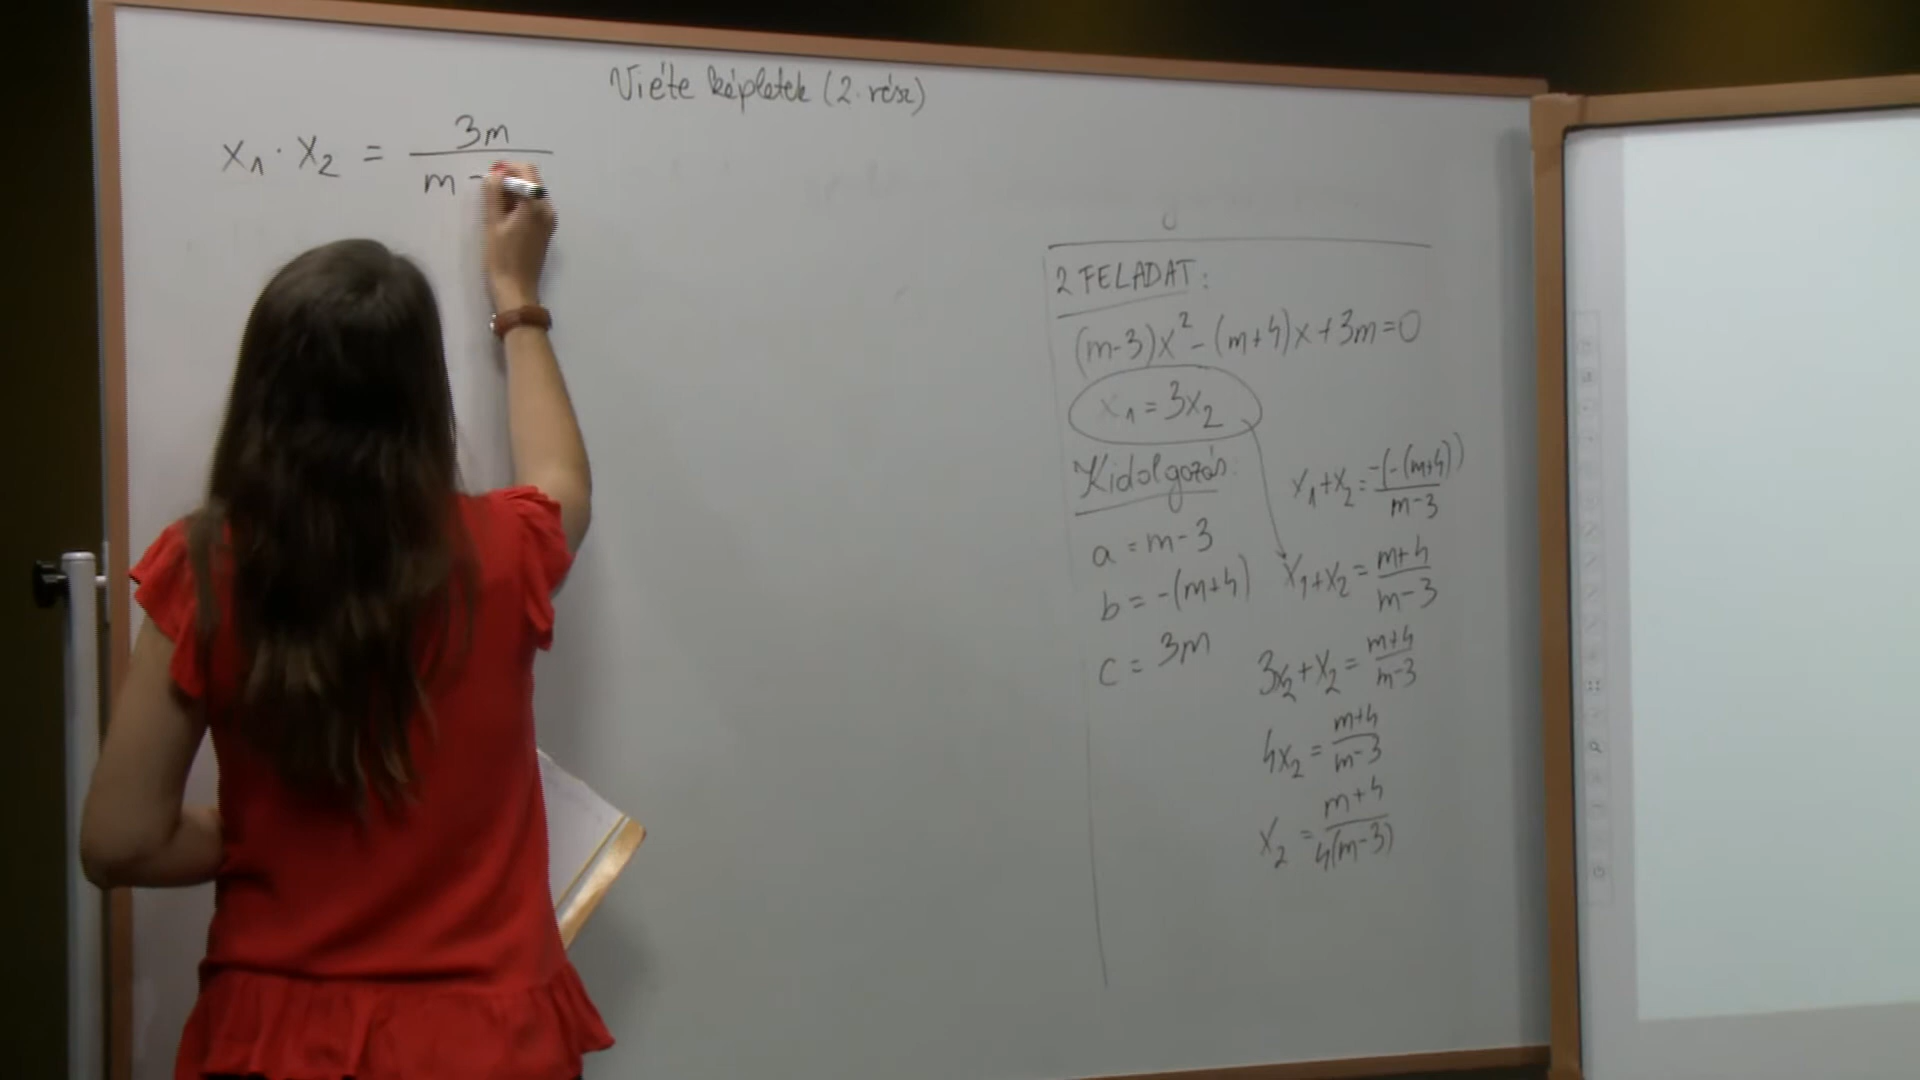 Viéte képletek (2. rész)
x₁ · x₂ = 3m / m -
2 FELADAT:
(m-3)x² - (m+4)x + 3m = 0
x₁ = 3x₂
Kidolgozás:
a = m-3
b = -(m+4)
c = 3m
x₁+x₂ = -(-(m+4)) / m-3
x₁+x₂ = m+4 / m-3
3x₂+x₂ = m+4 / m-3
4x₂ = m+4 / m-3
x₂ = m+4 / 4(m-3)